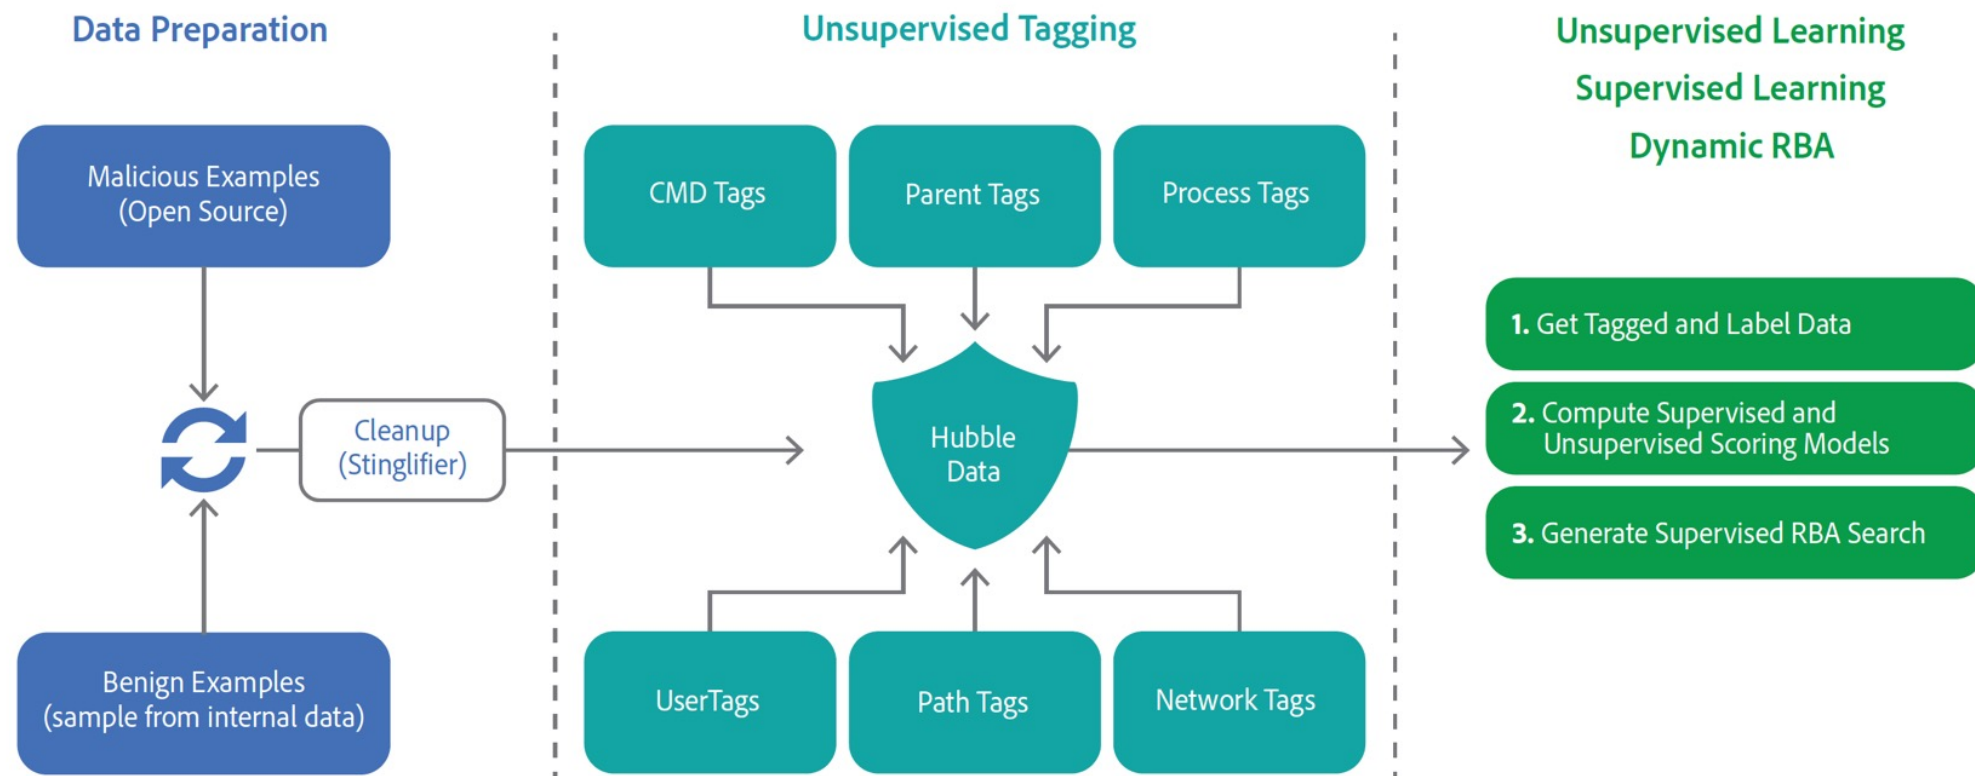 Data Preparation
Malicious Examples
(Open Source)
Cleanup
(Stinglifier)
Benign Examples
(sample from internal data)
Unsupervised Tagging
CMD Tags
Parent Tags
Process Tags
Hubble
Data
UserTags
Path Tags
Network Tags
Unsupervised Learning
Supervised Learning
Dynamic RBA
1. Get Tagged and Label Data
2. Compute Supervised and
Unsupervised Scoring Models
3. Generate Supervised RBA Search